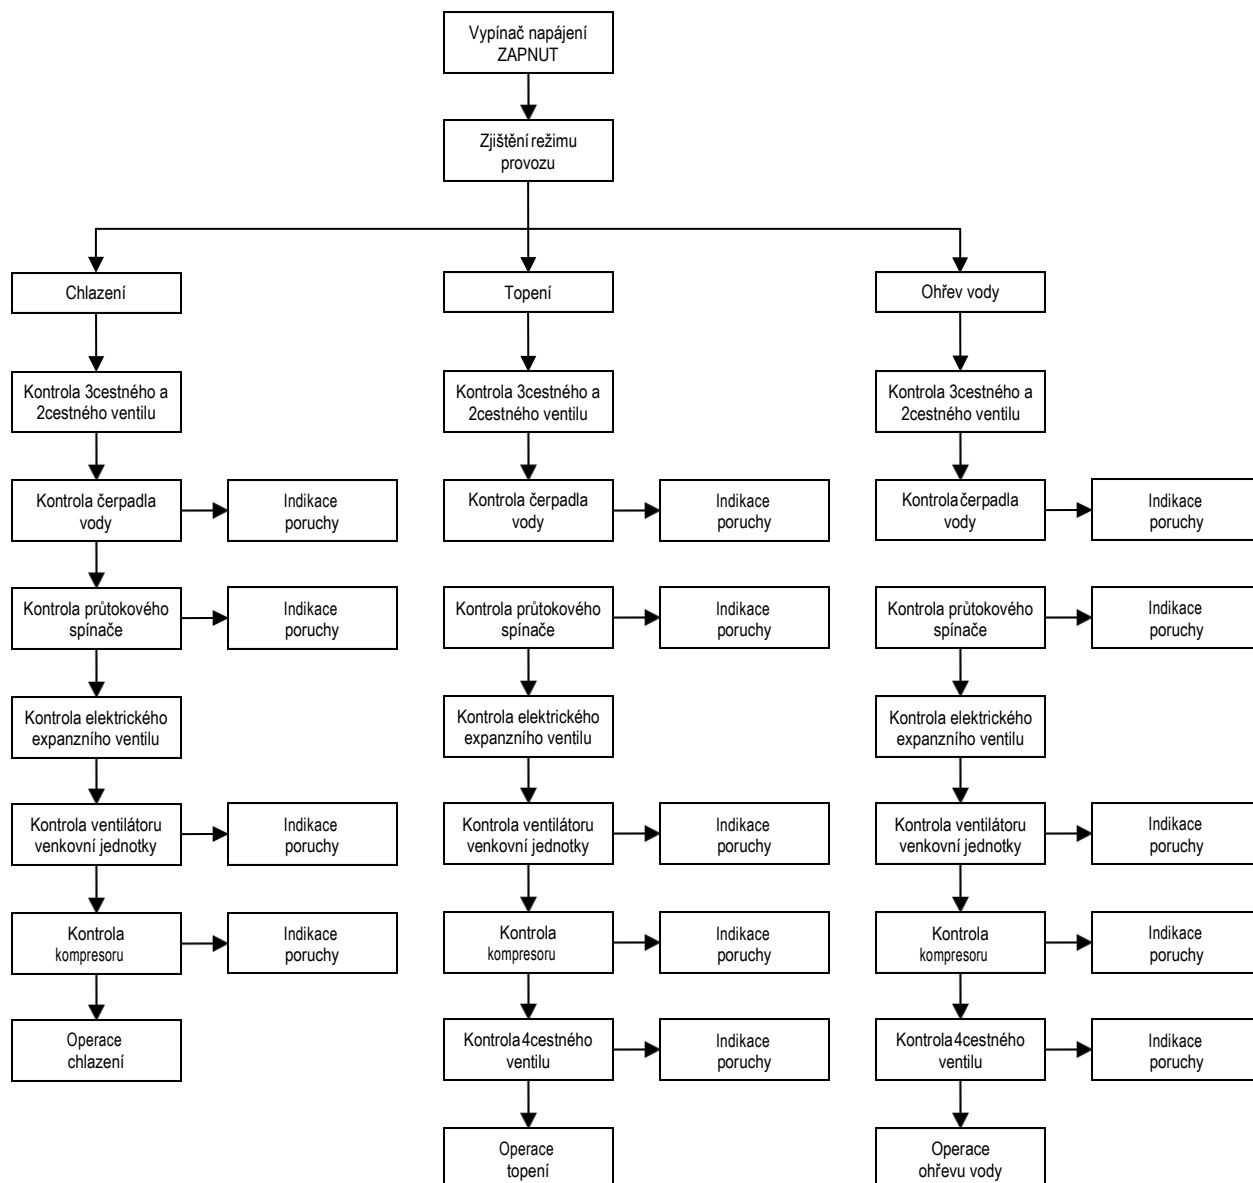 Vypínač napájení
ZAPNUT
Zjištění režimu
provozu
Chlazení
Topení
Ohřev vody
Kontrola 3cestného a
2cestného ventilu
Kontrola 3cestného a
2cestného ventilu
Kontrola 3cestného a
2cestného ventilu
Kontrola čerpadla
vody
Indikace
poruchy
Kontrola čerpadla
vody
Indikace
poruchy
Kontrola čerpadla
vody
Indikace
poruchy
Kontrola průtokového
spínače
Indikace
poruchy
Kontrola průtokového
spínače
Indikace
poruchy
Kontrola průtokového
spínače
Indikace
poruchy
Kontrola elektrického
expanzního ventilu
Kontrola elektrického
expanzního ventilu
Kontrola elektrického
expanzního ventilu
Kontrola ventilátoru
venkovní jednotky
Indikace
poruchy
Kontrola ventilátoru
venkovní jednotky
Indikace
poruchy
Kontrola ventilátoru
venkovní jednotky
Indikace
poruchy
Kontrola
kompresoru
Indikace
poruchy
Kontrola
kompresoru
Indikace
poruchy
Kontrola
kompresoru
Indikace
poruchy
Operace
chlazení
Kontrola 4cestného
ventilu
Indikace
poruchy
Kontrola 4cestného
ventilu
Indikace
poruchy
Operace
topení
Operace
ohřevu vody